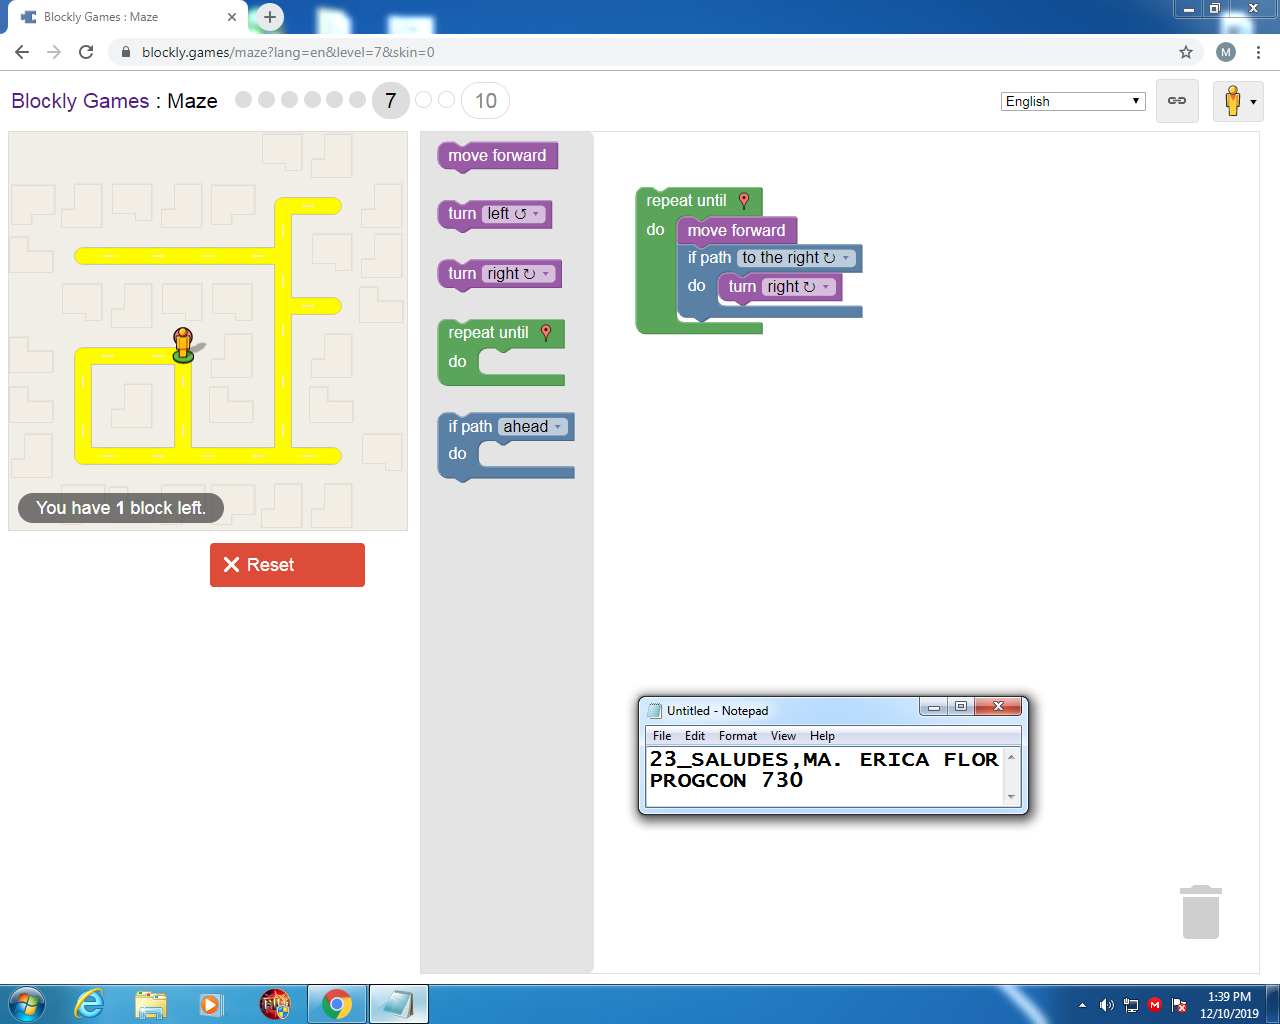 Blockly Games : Maze
blockly.games/maze?lang=en&level=7&skin=0
M
Blockly Games : Maze
7
10
English
move forward
turn left ↺
turn right ↻
repeat until
do
if path ahead
do
repeat until
do
move forward
if path to the right ↻
do
turn right ↻
You have 1 block left.
Reset
Untitled - Notepad
File Edit Format View Help
23_SALUDES,MA. ERICA FLOR
PROGCON 730
1:39 PM
12/10/2019